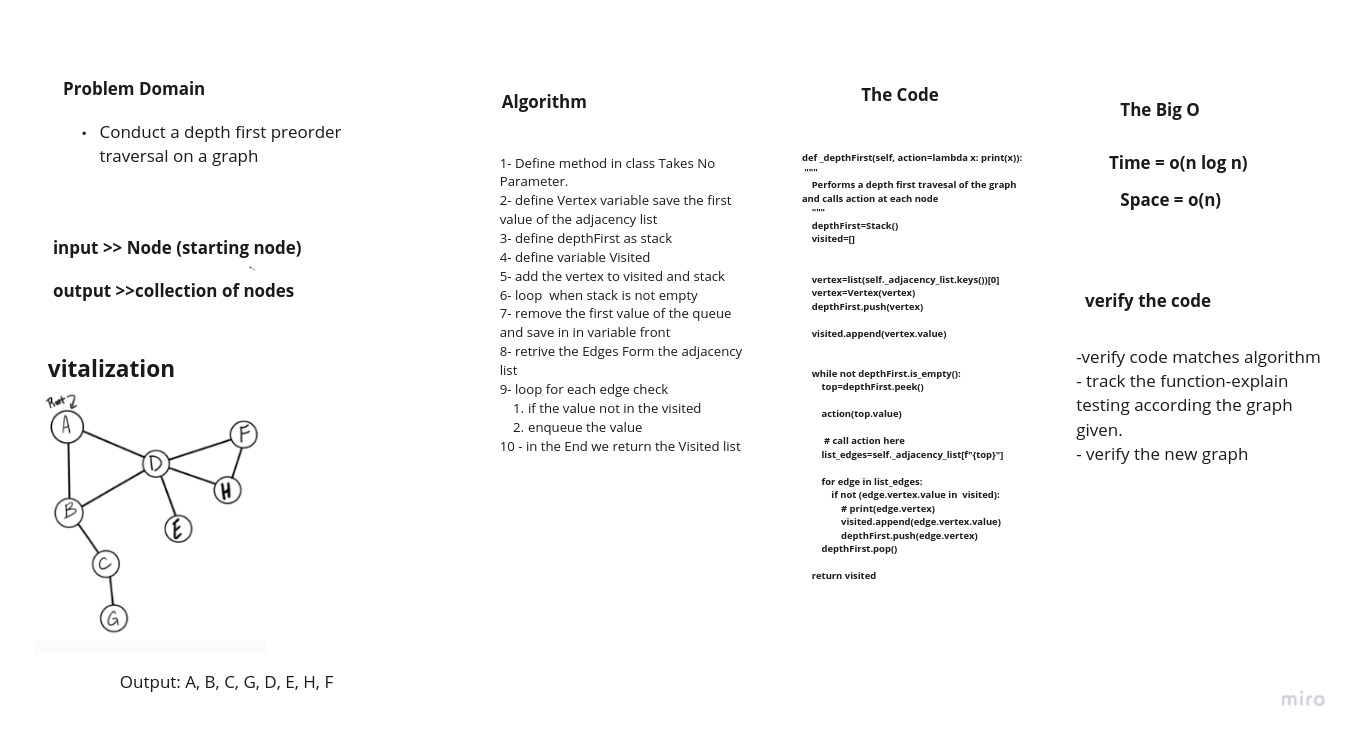 Problem Domain
• Conduct a depth first preorder
traversal on a graph
input >> Node (starting node)
output >>collection of nodes
vitalization
A
F
D
H
B
E
C
G
Output: A, B, C, G, D, E, H, F
Algorithm
1- Define method in class Takes No
Parameter.
2- define Vertex variable save the first
value of the adjacency list
3- define depthFirst as stack
4- define variable Visited
5- add the vertex to visited and stack
6- loop  when stack is not empty
7- remove the first value of the queue
and save in in variable front
8- retrive the Edges Form the adjacency
list
9- loop for each edge check
1. if the value not in the visited
2. enqueue the value
10 - in the End we return the Visited list
The Code
def _depthFirst(self, action=lambda x: print(x)):
"""
Performs a depth first travesal of the graph
and calls action at each node
"""
depthFirst=Stack()
visited=[]
vertex=list(self._adjacency_list.keys())[0]
vertex=Vertex(vertex)
depthFirst.push(vertex)
visited.append(vertex.value)
while not depthFirst.is_empty():
top=depthFirst.peek()
action(top.value)
# call action here
list_edges=self._adjacency_list[f"{top}"]
for edge in list_edges:
if not (edge.vertex.value in  visited):
# print(edge.vertex)
visited.append(edge.vertex.value)
depthFirst.push(edge.vertex)
depthFirst.pop()
return visited
The Big O
Time = o(n log n)
Space = o(n)
verify the code
-verify code matches algorithm
- track the function-explain
testing according the graph
given.
- verify the new graph
miro